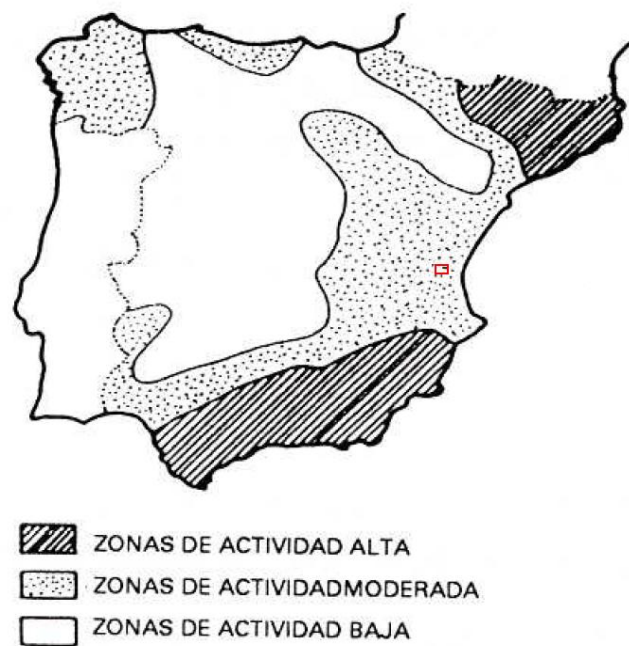 ZONAS DE ACTIVIDAD ALTA
ZONAS DE ACTIVIDADMODERADA
ZONAS DE ACTIVIDAD BAJA